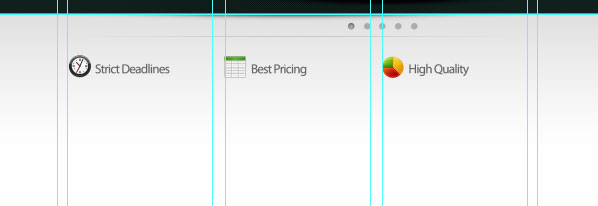 Strict Deadlines
Best Pricing
High Quality